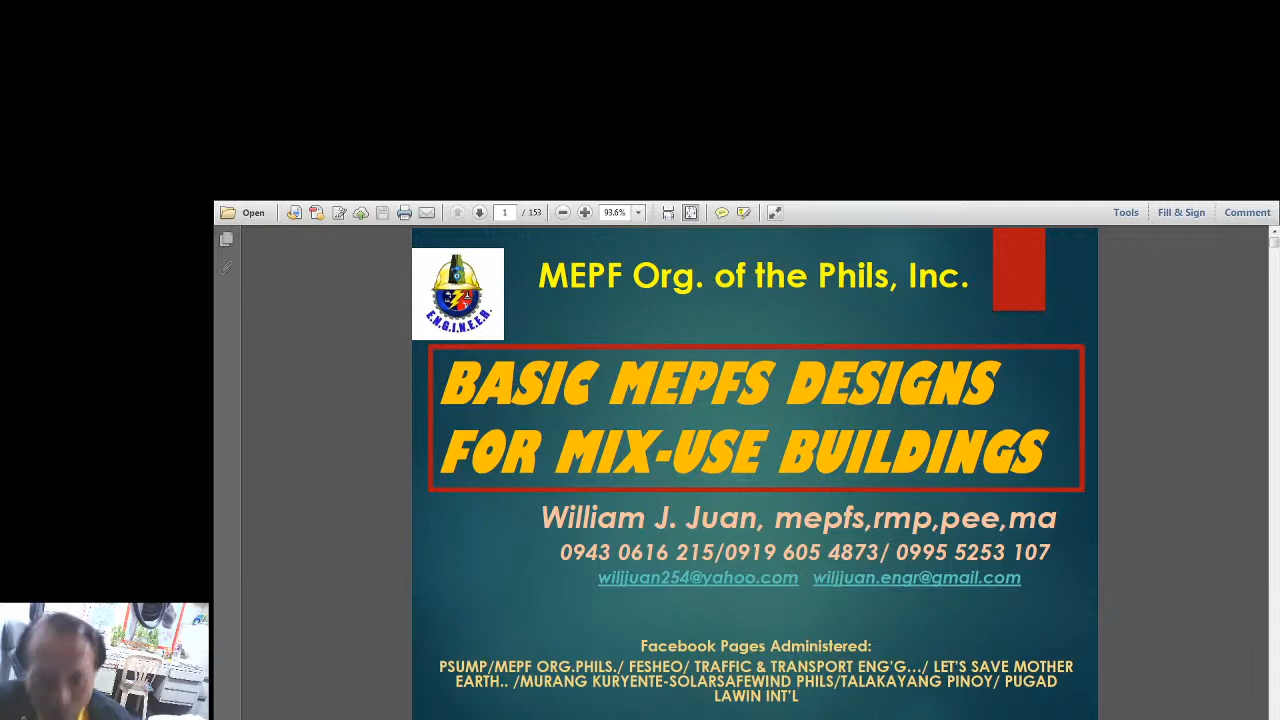 Open
1 / 153
93.6%
Tools
Fill & Sign
Comment
E.N.G.I.N.E.E.R.
MEPF Org. of the Phils, Inc.
BASIC MEPFS DESIGNS
FOR MIX-USE BUILDINGS
William J. Juan, mepfs,rmp,pee,ma
0943 0616 215/0919 605 4873/ 0995 5253 107
wiljjuan254@yahoo.com wiljjuan.engr@gmail.com
Facebook Pages Administered:
PSUMP/MEPF ORG.PHILS./ FESHEO/ TRAFFIC & TRANSPORT ENG'G…/ LET'S SAVE MOTHER
EARTH.. /MURANG KURYENTE-SOLARSAFEWIND PHILS/TALAKAYANG PINOY/ PUGAD
LAWIN INT'L